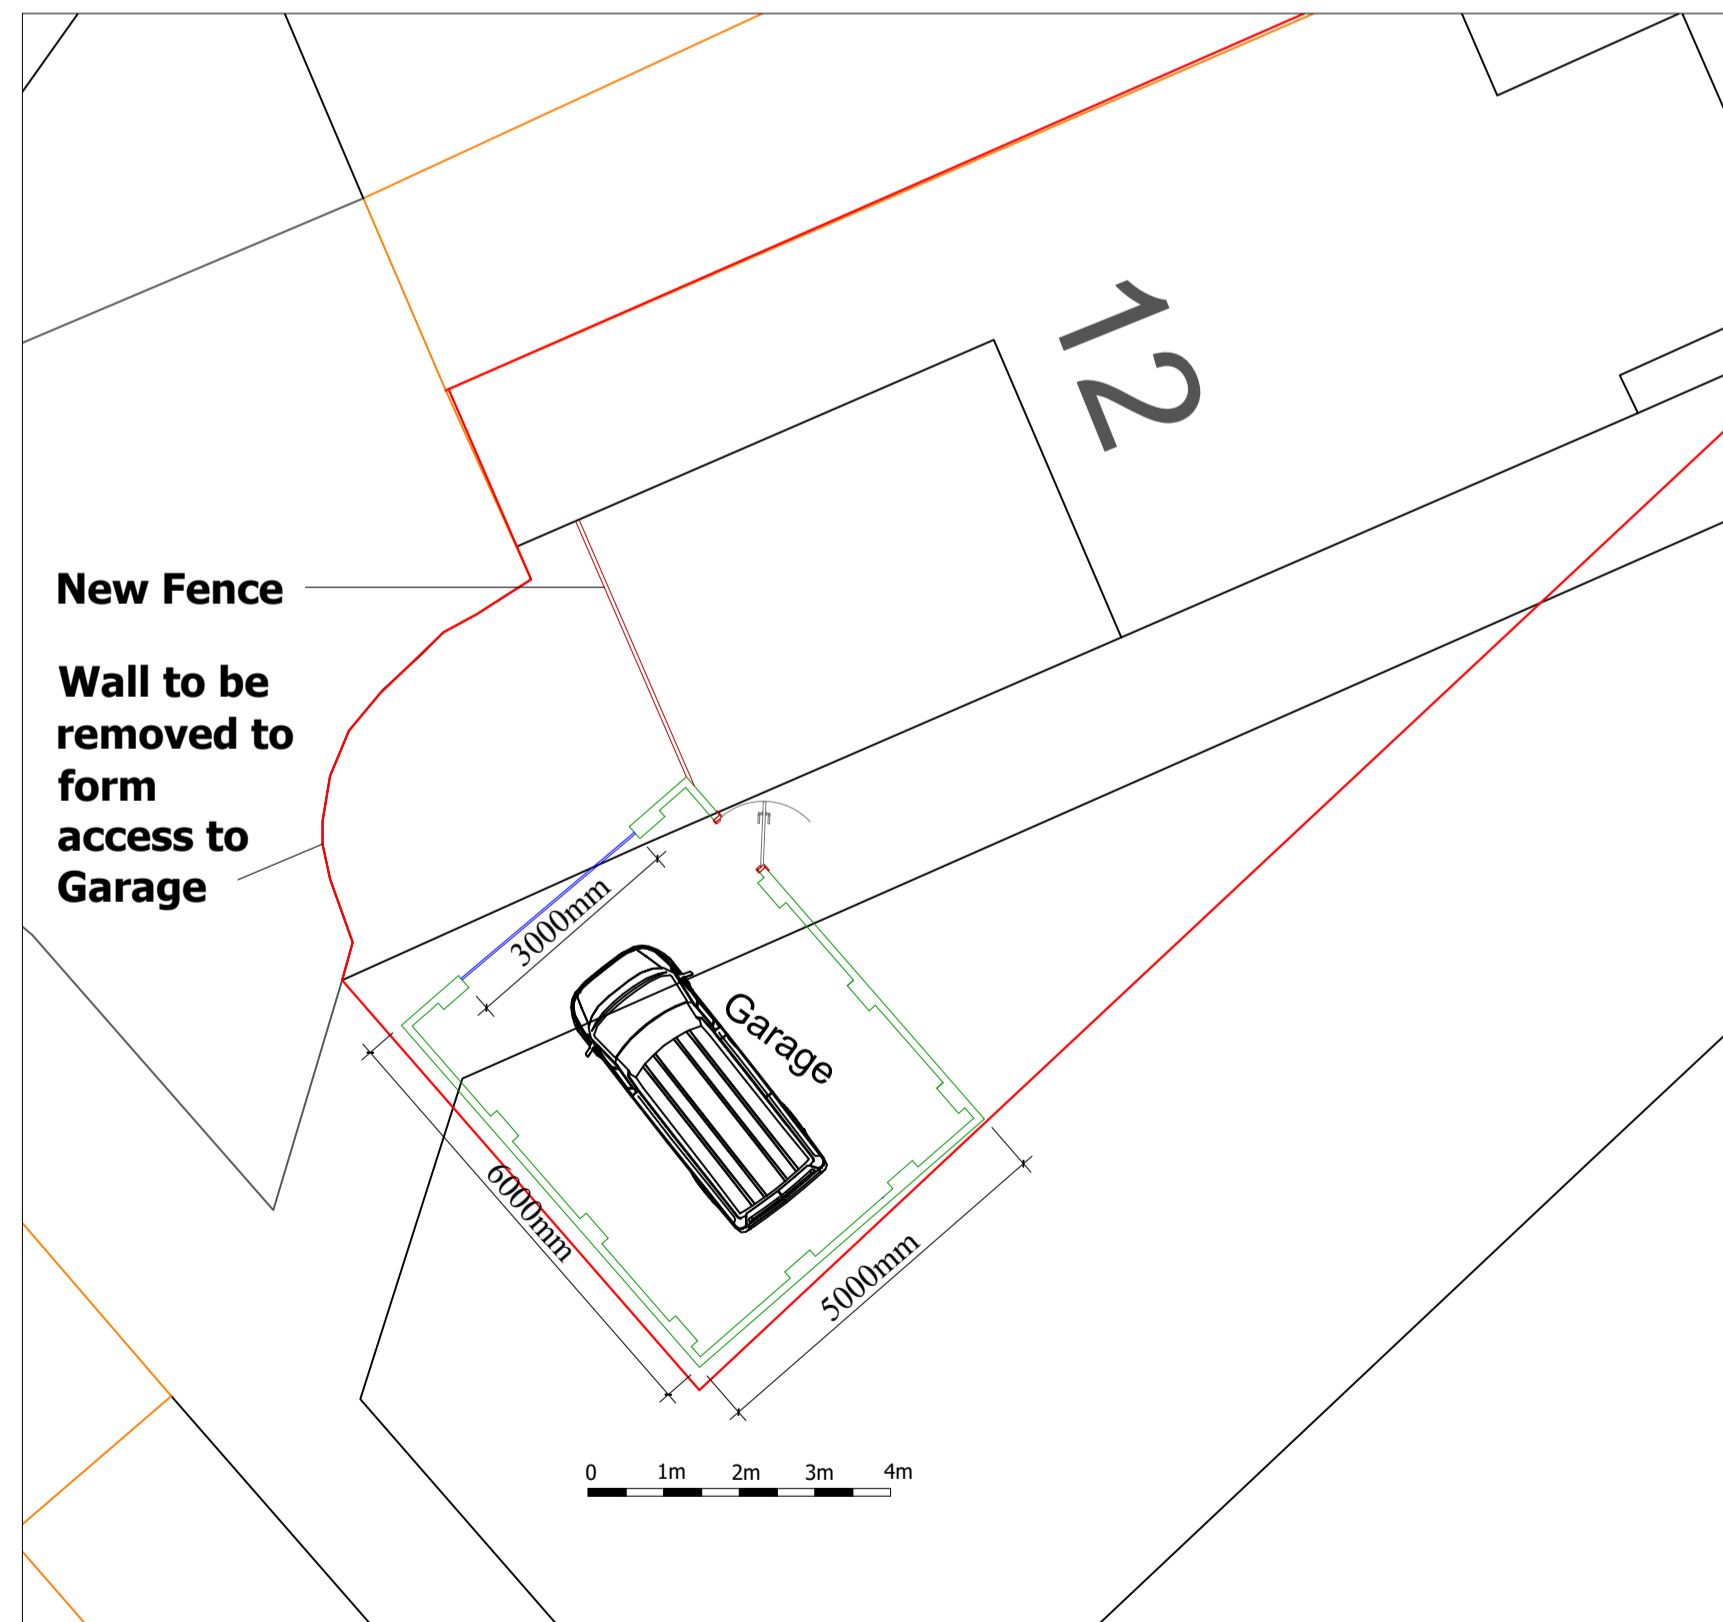 12
New Fence
Wall to be
removed to
form
access to
Garage
3000mm
Garage
6000mm
5000mm
0 1m 2m 3m 4m